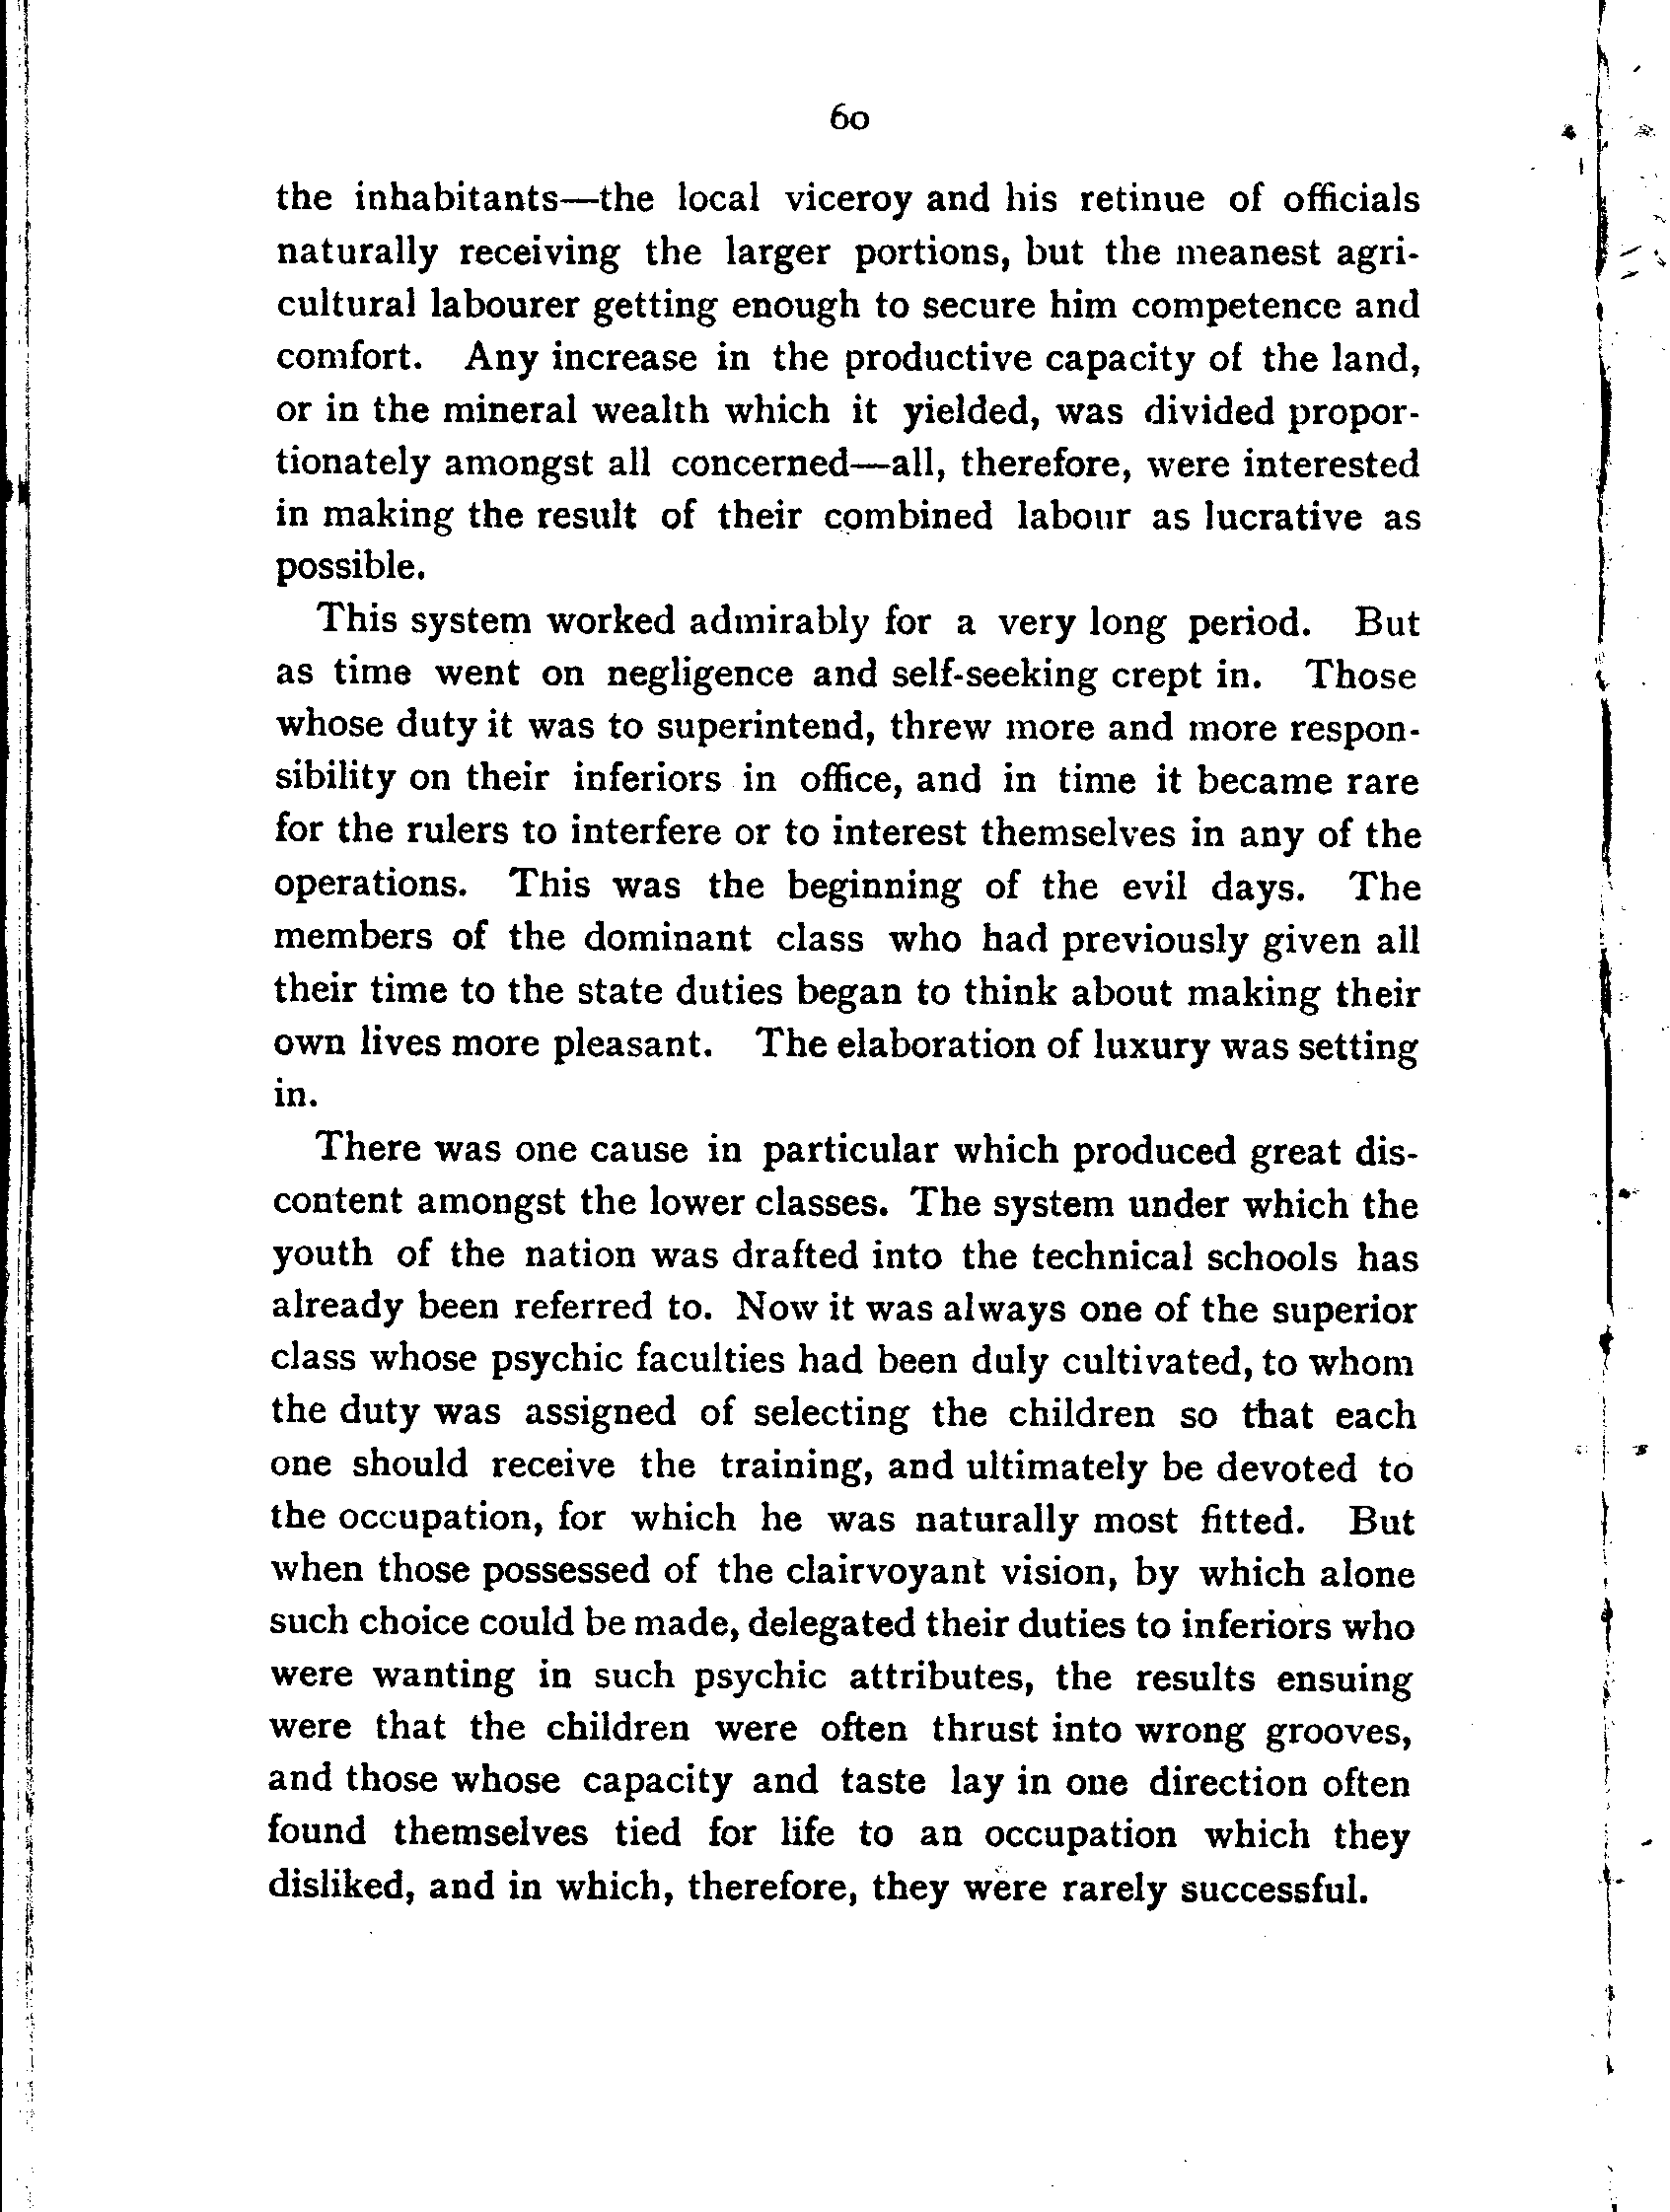 60
the inhabitants—the local viceroy and his retinue of officials
naturally receiving the larger portions, but the meanest agri-
cultural labourer getting enough to secure him competence and
comfort. Any increase in the productive capacity of the land,
or in the mineral wealth which it yielded, was divided propor-
tionately amongst all concerned—all, therefore, were interested
in making the result of their combined labour as lucrative as
possible.
This system worked admirably for a very long period. But
as time went on negligence and self-seeking crept in. Those
whose duty it was to superintend, threw more and more respon-
sibility on their inferiors in office, and in time it became rare
for the rulers to interfere or to interest themselves in any of the
operations. This was the beginning of the evil days. The
members of the dominant class who had previously given all
their time to the state duties began to think about making their
own lives more pleasant. The elaboration of luxury was setting
in.
There was one cause in particular which produced great dis-
content amongst the lower classes. The system under which the
youth of the nation was drafted into the technical schools has
already been referred to. Now it was always one of the superior
class whose psychic faculties had been duly cultivated, to whom
the duty was assigned of selecting the children so that each
one should receive the training, and ultimately be devoted to
the occupation, for which he was naturally most fitted. But
when those possessed of the clairvoyant vision, by which alone
such choice could be made, delegated their duties to inferiors who
were wanting in such psychic attributes, the results ensuing
were that the children were often thrust into wrong grooves,
and those whose capacity and taste lay in one direction often
found themselves tied for life to an occupation which they
disliked, and in which, therefore, they were rarely successful.